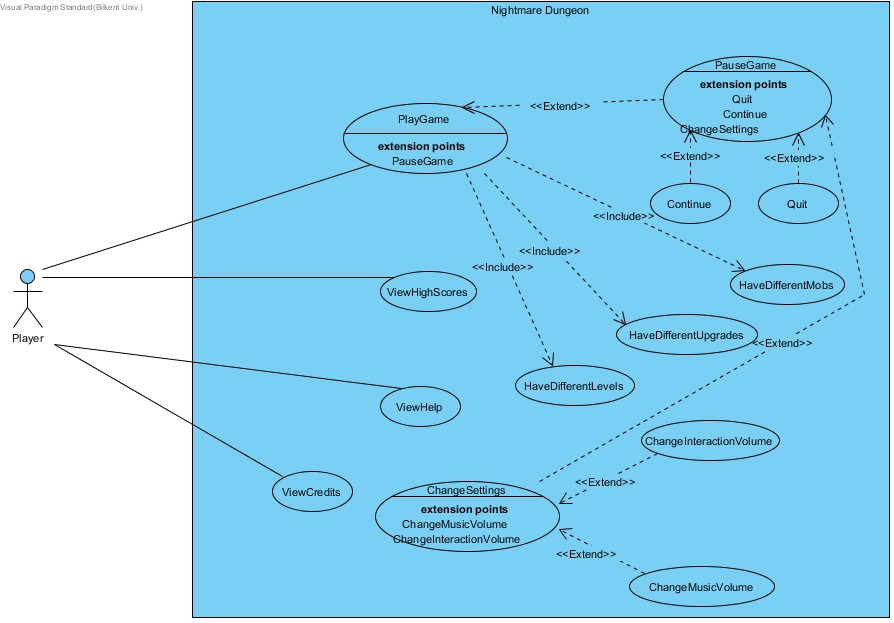 Visual Paradigm Standard(Bilkent Univ.)
Nightmare Dungeon
PauseGame
extension points
Quit
Continue
ChangeSettings
<<Extend>>
PlayGame
extension points
PauseGame
<<Extend>>
<<Extend>>
Continue
Quit
<<Include>>
<<Include>>
<<Include>>
HaveDifferentMobs
ViewHighScores
Player
HaveDifferentUpgrades
<<Extend>>
HaveDifferentLevels
ViewHelp
ChangeInteractionVolume
<<Extend>>
ViewCredits
ChangeSettings
extension points
ChangeMusicVolume
ChangeInteractionVolume
<<Extend>>
ChangeMusicVolume